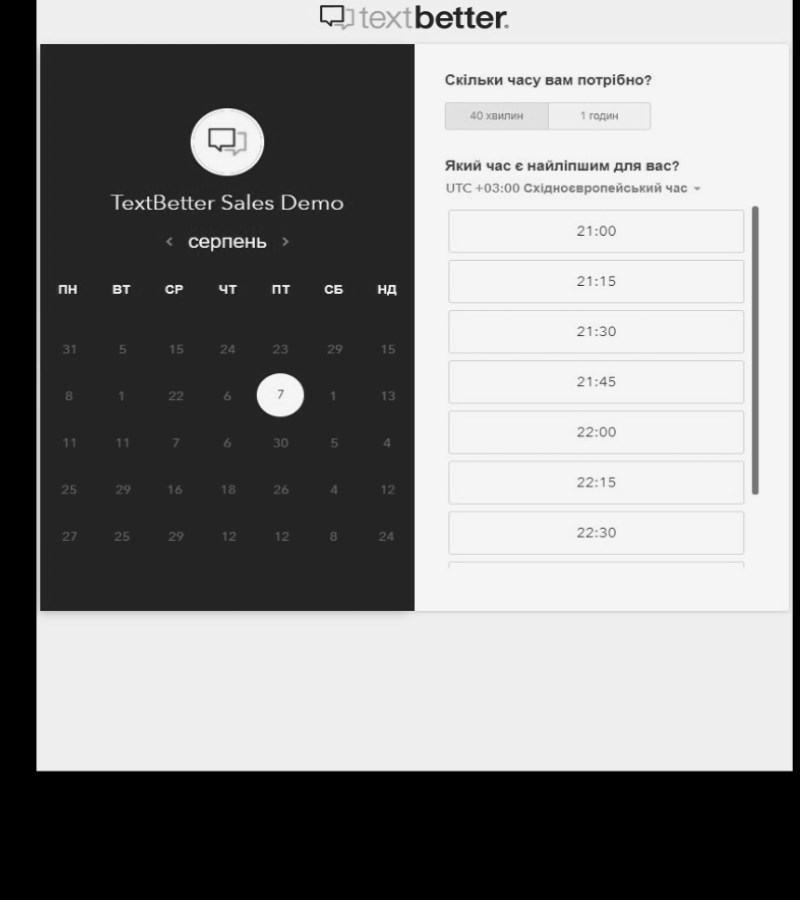 textbetter.
TextBetter Sales Demo
< серпень >
ПН ВТ СР ЧТ ПТ СБ НД
31 5 15 24 23 29 15
8 1 22 6 7 1 13
11 11 7 6 30 5 4
25 29 16 18 26 4 12
27 25 29 12 12 8 24
Скільки часу вам потрібно?
40 хвилин 1 годин
Який час є найліпшим для вас?
UTC +03:00 Східноєвропейський час
21:00
21:15
21:30
21:45
22:00
22:15
22:30